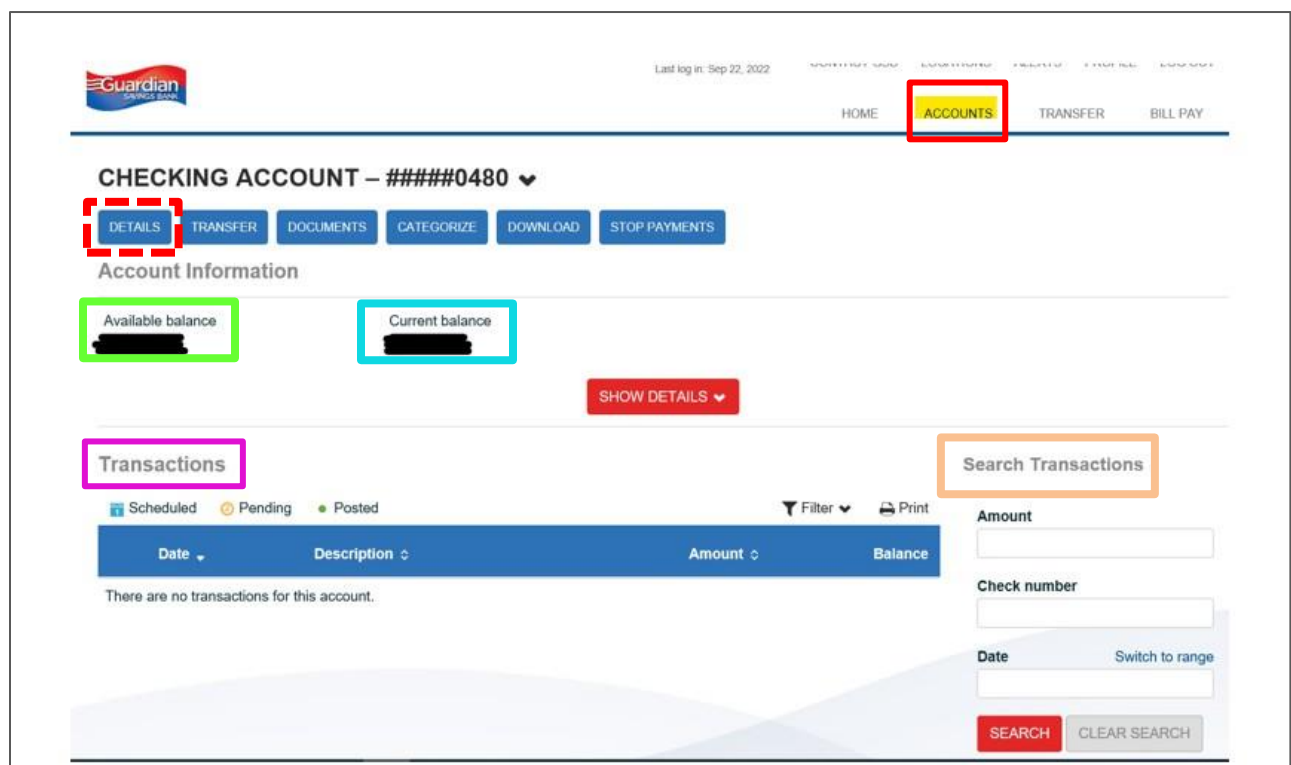 Guardian
SAVINGS BANK
Last log in: Sep 22, 2022
HOME ACCOUNTS TRANSFER BILL PAY
CHECKING ACCOUNT – #####0480
DETAILS TRANSFER DOCUMENTS CATEGORIZE DOWNLOAD STOP PAYMENTS
Account Information
Available balance Current balance
SHOW DETAILS
Transactions Search Transactions
Scheduled Pending Posted Filter Print
Amount
Date Description Amount Balance
Check number
There are no transactions for this account.
Date Switch to range
SEARCH CLEAR SEARCH